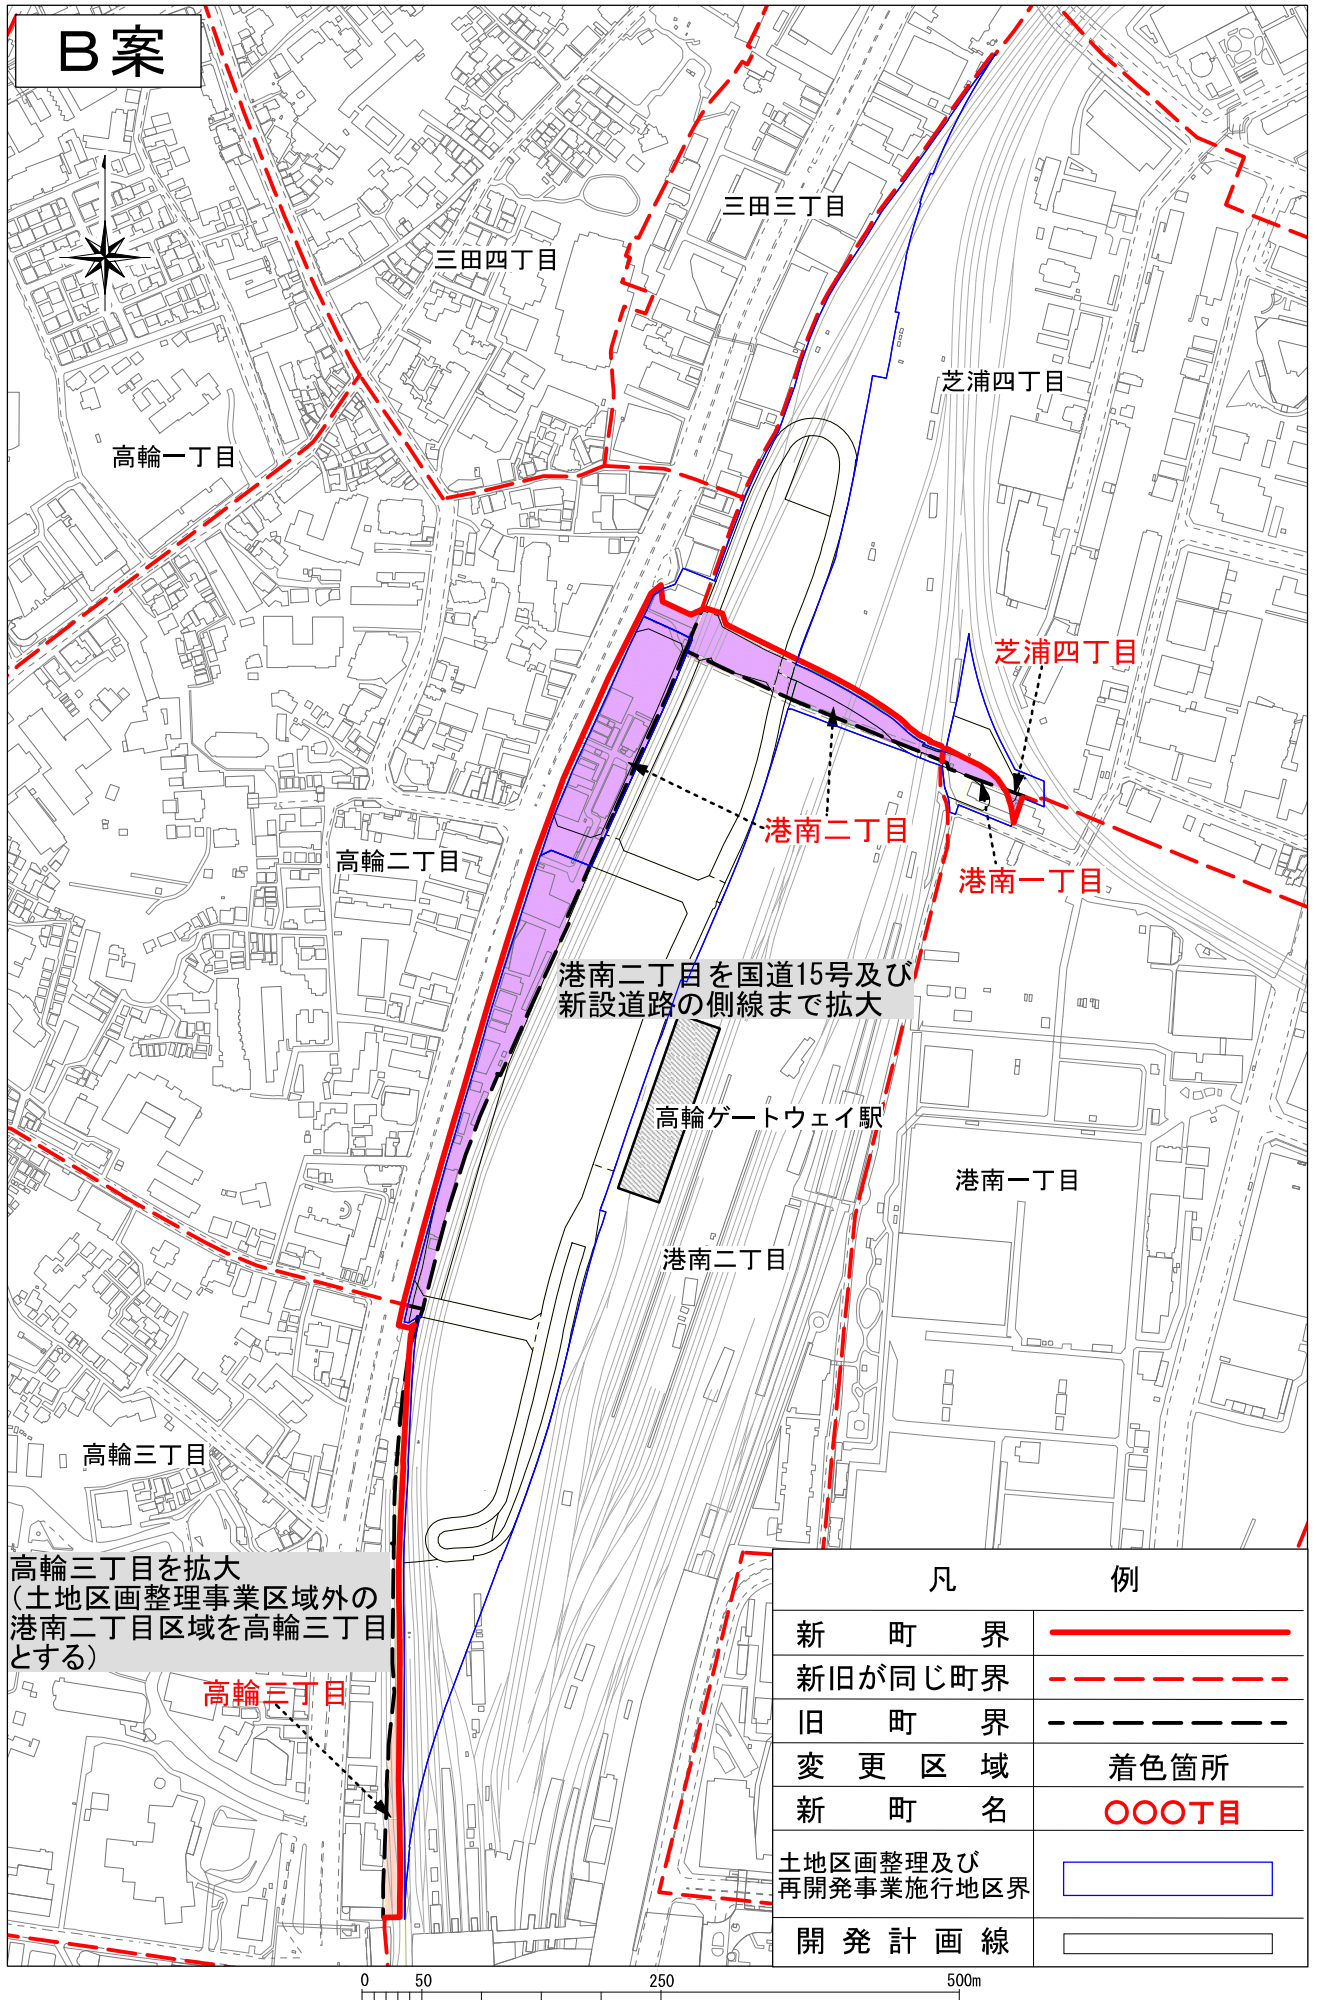 B案
三田三丁目
三田四丁目
芝浦四丁目
高輪一丁目
芝浦四丁目
港南二丁目
高輪二丁目
港南一丁目
港南二丁目を国道15号及び
新設道路の側線まで拡大
高輪ゲートウェイ駅
港南一丁目
港南二丁目
高輪三丁目
高輪三丁目を拡大
(土地区画整理事業区域外の
港南二丁目区域を高輪三丁目
とする)
高輪三丁目
凡 例
新 町 界
新旧が同じ町界
旧 町 界
変 更 区 域 着色箇所
新 町 名 〇〇〇丁目
土地区画整理及び
再開発事業施行地区界
開 発 計 画 線
0 50 250 500m